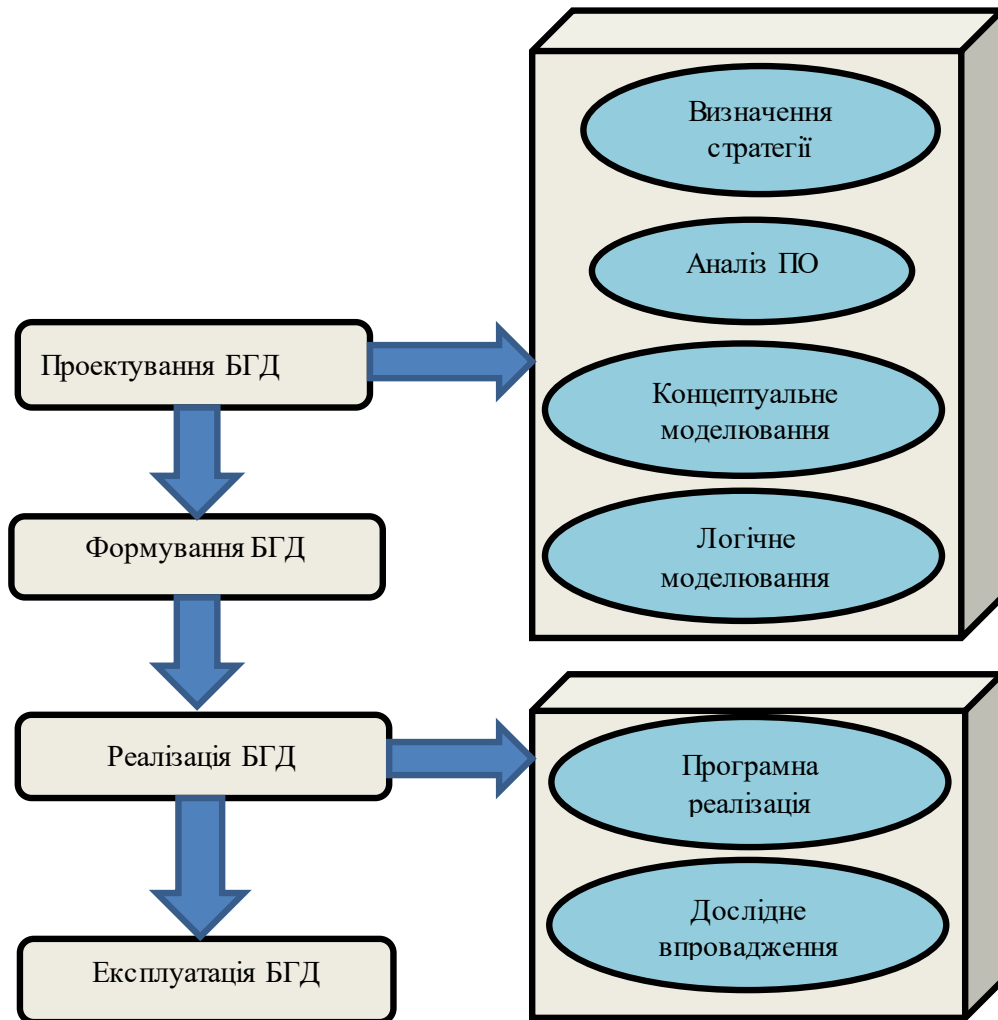 Визначення
стратегії
Аналіз ПО
Проектування БГД
Концептуальне
моделювання
Формування БГД
Логічне
моделювання
Реалізація БГД
Програмна
реалізація
Дослідне
впровадження
Експлуатація БГД